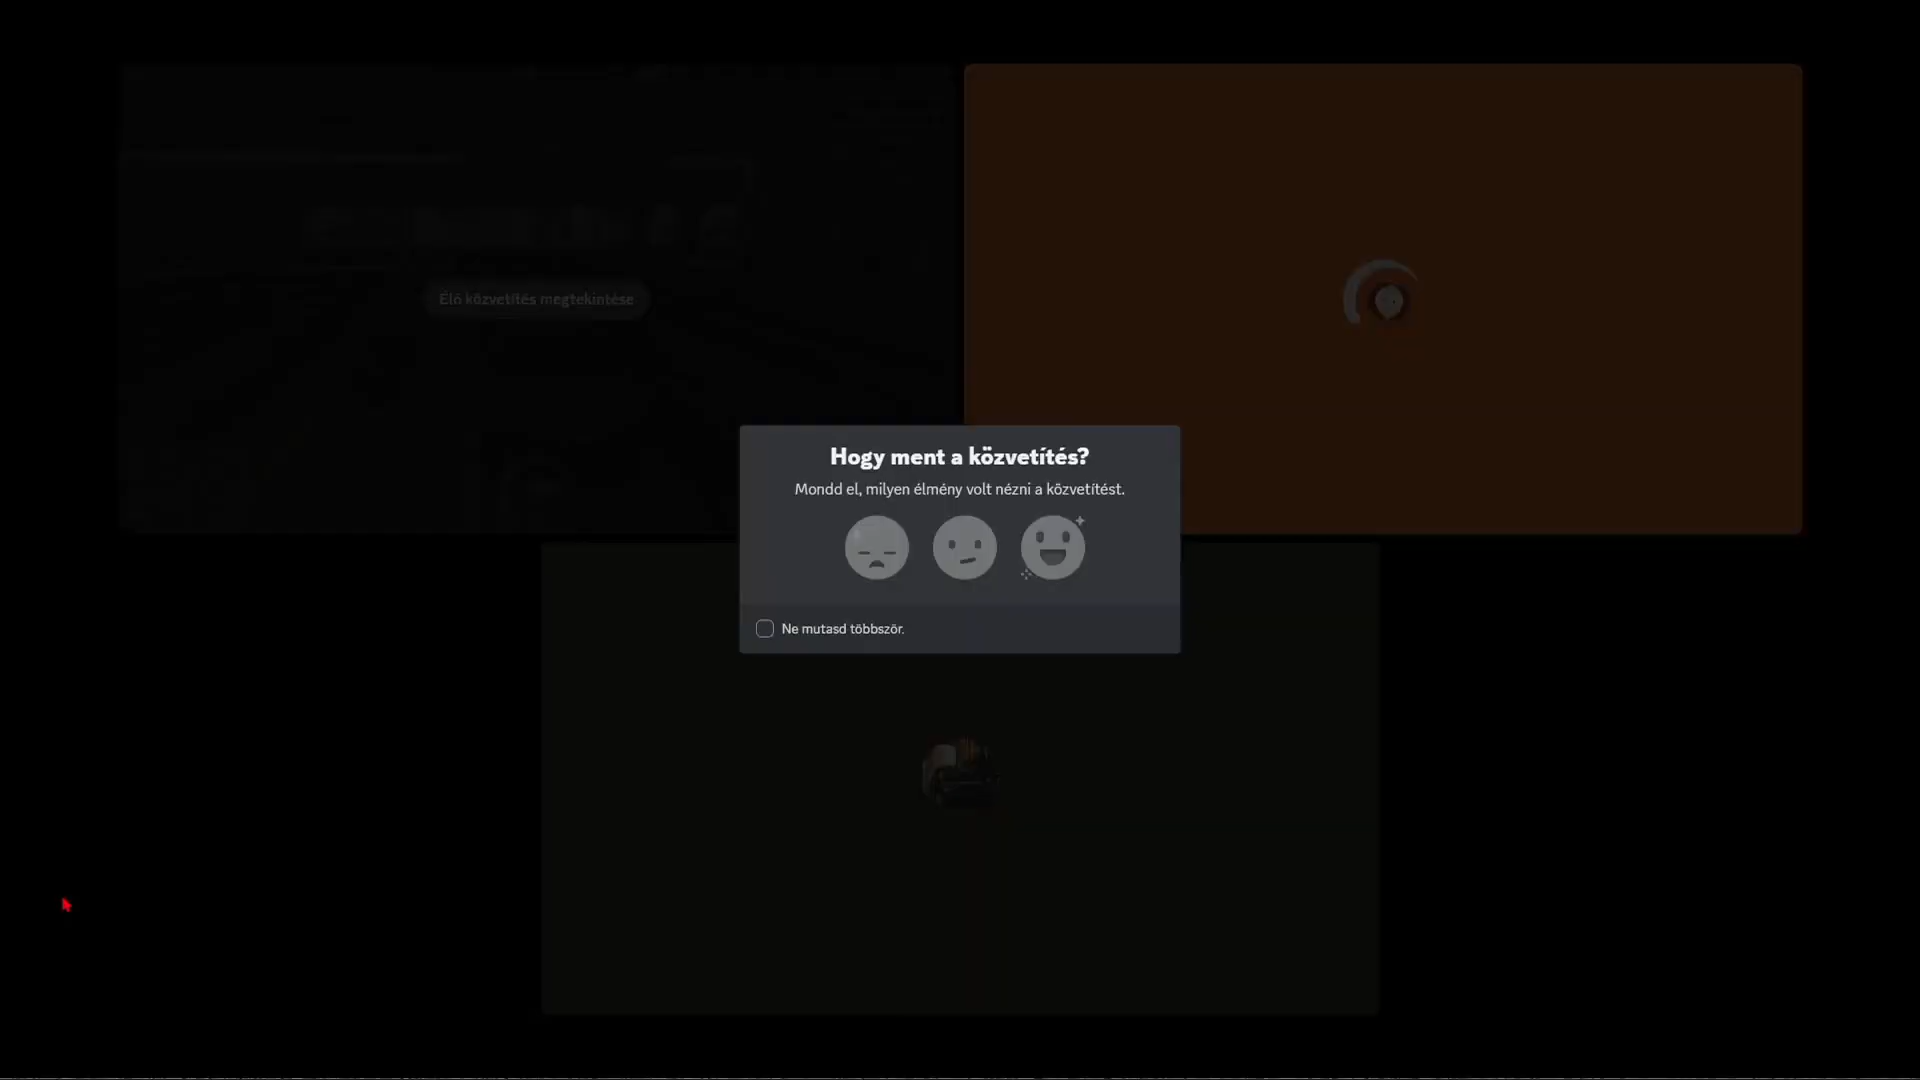 Élő közvetítés megtekintése
Hogy ment a közvetítés?
Mondd el, milyen élmény volt nézni a közvetítést.
Ne mutasd többször.